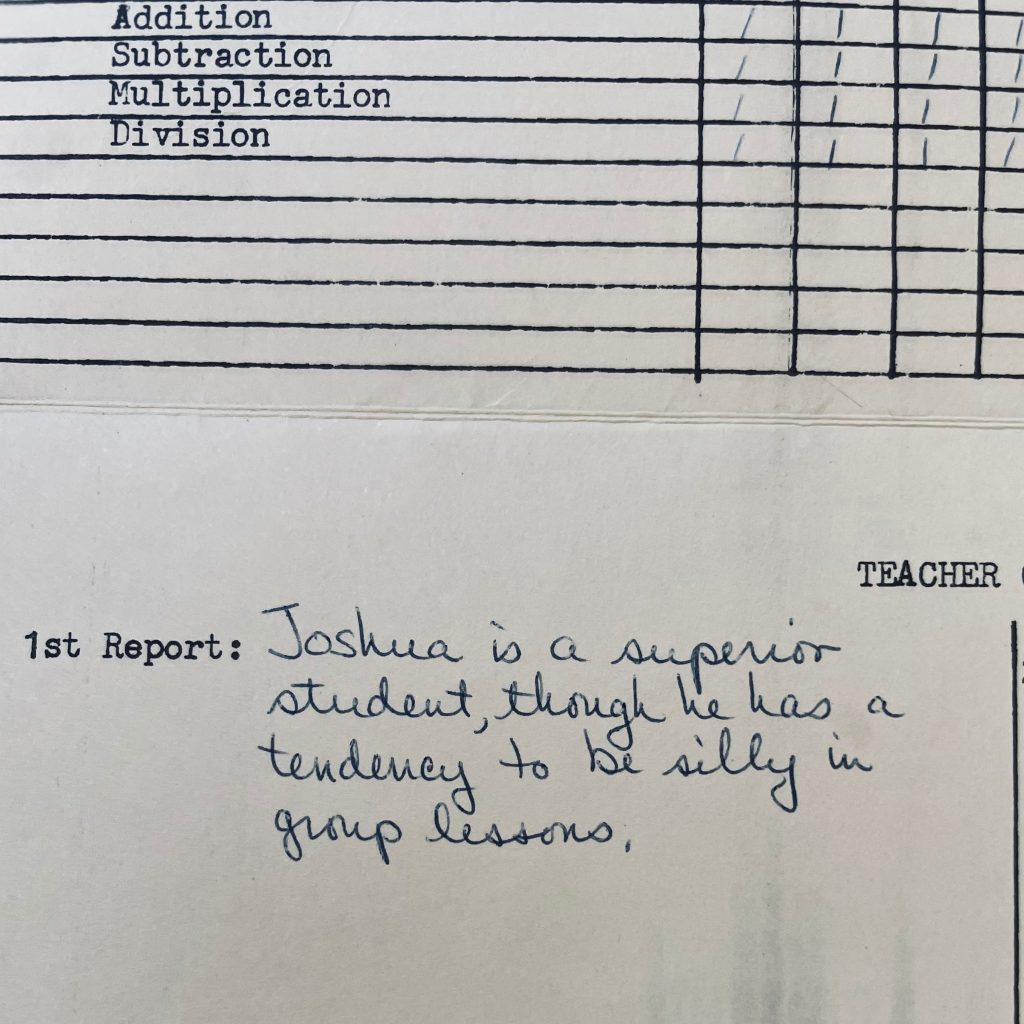 Addition / / / /
Subtraction / / / /
Multiplication / / / /
Division / / / /
TEACHER
1st Report: Joshua is a superior
student, though he has a
tendency to be silly in
group lessons.